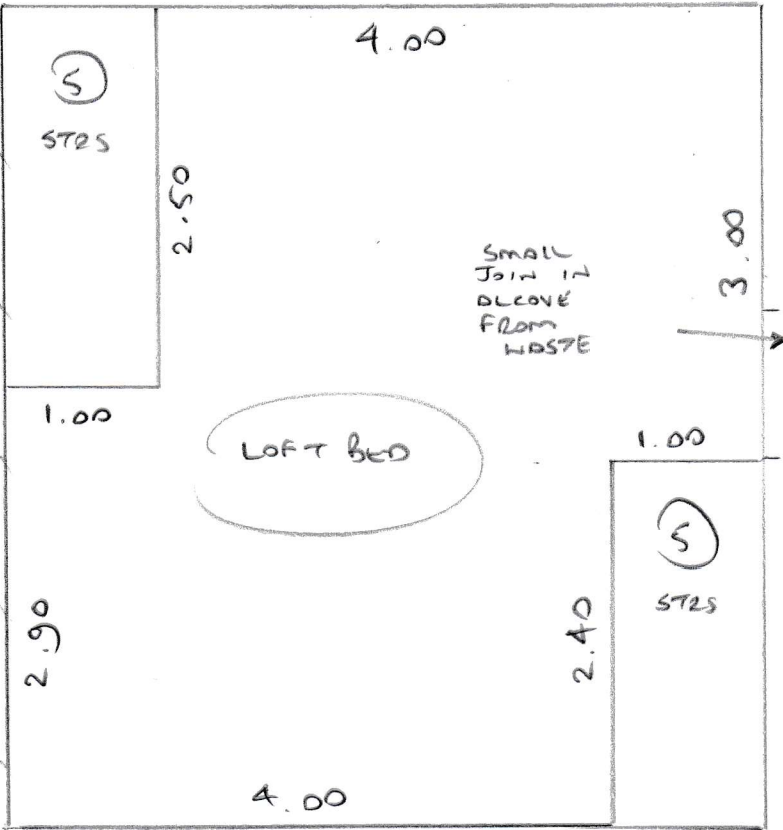 4.00
5
STRS
2.50
3.00
SMALL
JOIN IN
ALCOVE
FROM
WASTE
1.00
LOFT BED
1.00
5
STRS
2.90
2.40
4.00